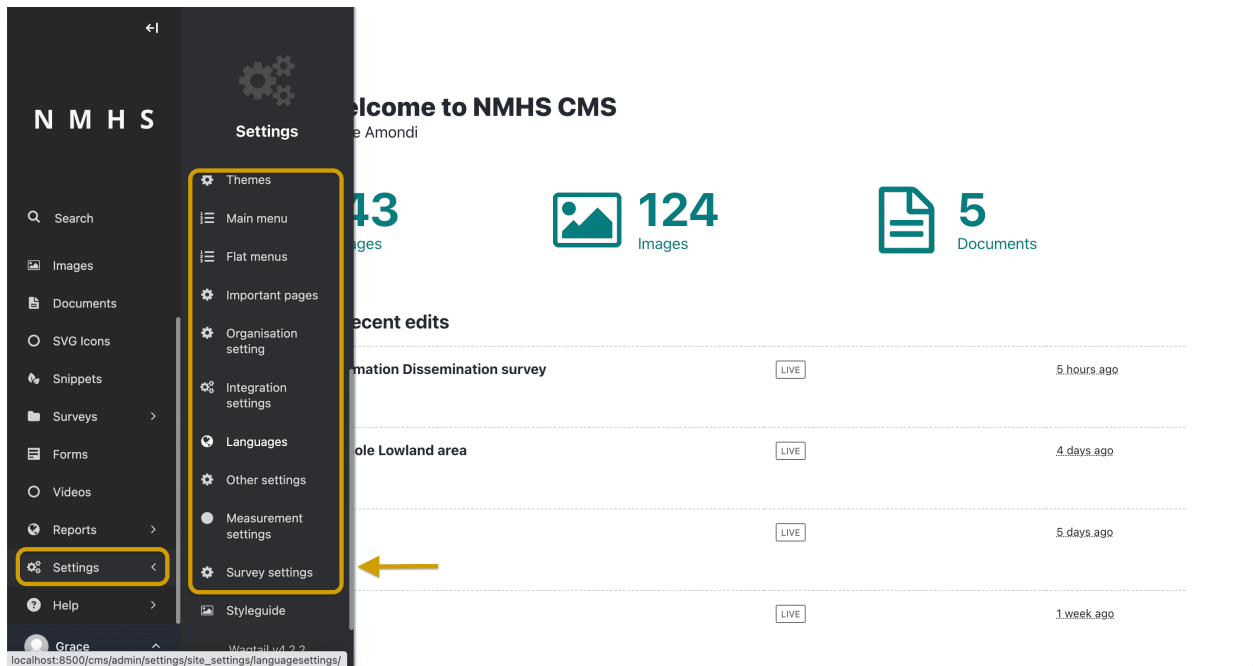 NMHS
Search
Images
Documents
SVG Icons
Snippets
Surveys
Forms
Videos
Reports
Settings
Help
Grace
localhost:8500/cms/admin/settings/site_settings/languagesettings/
Settings
Themes
Main menu
Flat menus
Important pages
Organisation
setting
Integration
settings
Languages
Other settings
Measurement
settings
Survey settings
Styleguide
Wagtail v4.2.2
elcome to NMHS CMS
e Amondi
43
ages
124
Images
5
Documents
ecent edits
mation Dissemination survey
LIVE
5 hours ago
ole Lowland area
LIVE
4 days ago
LIVE
5 days ago
LIVE
1 week ago